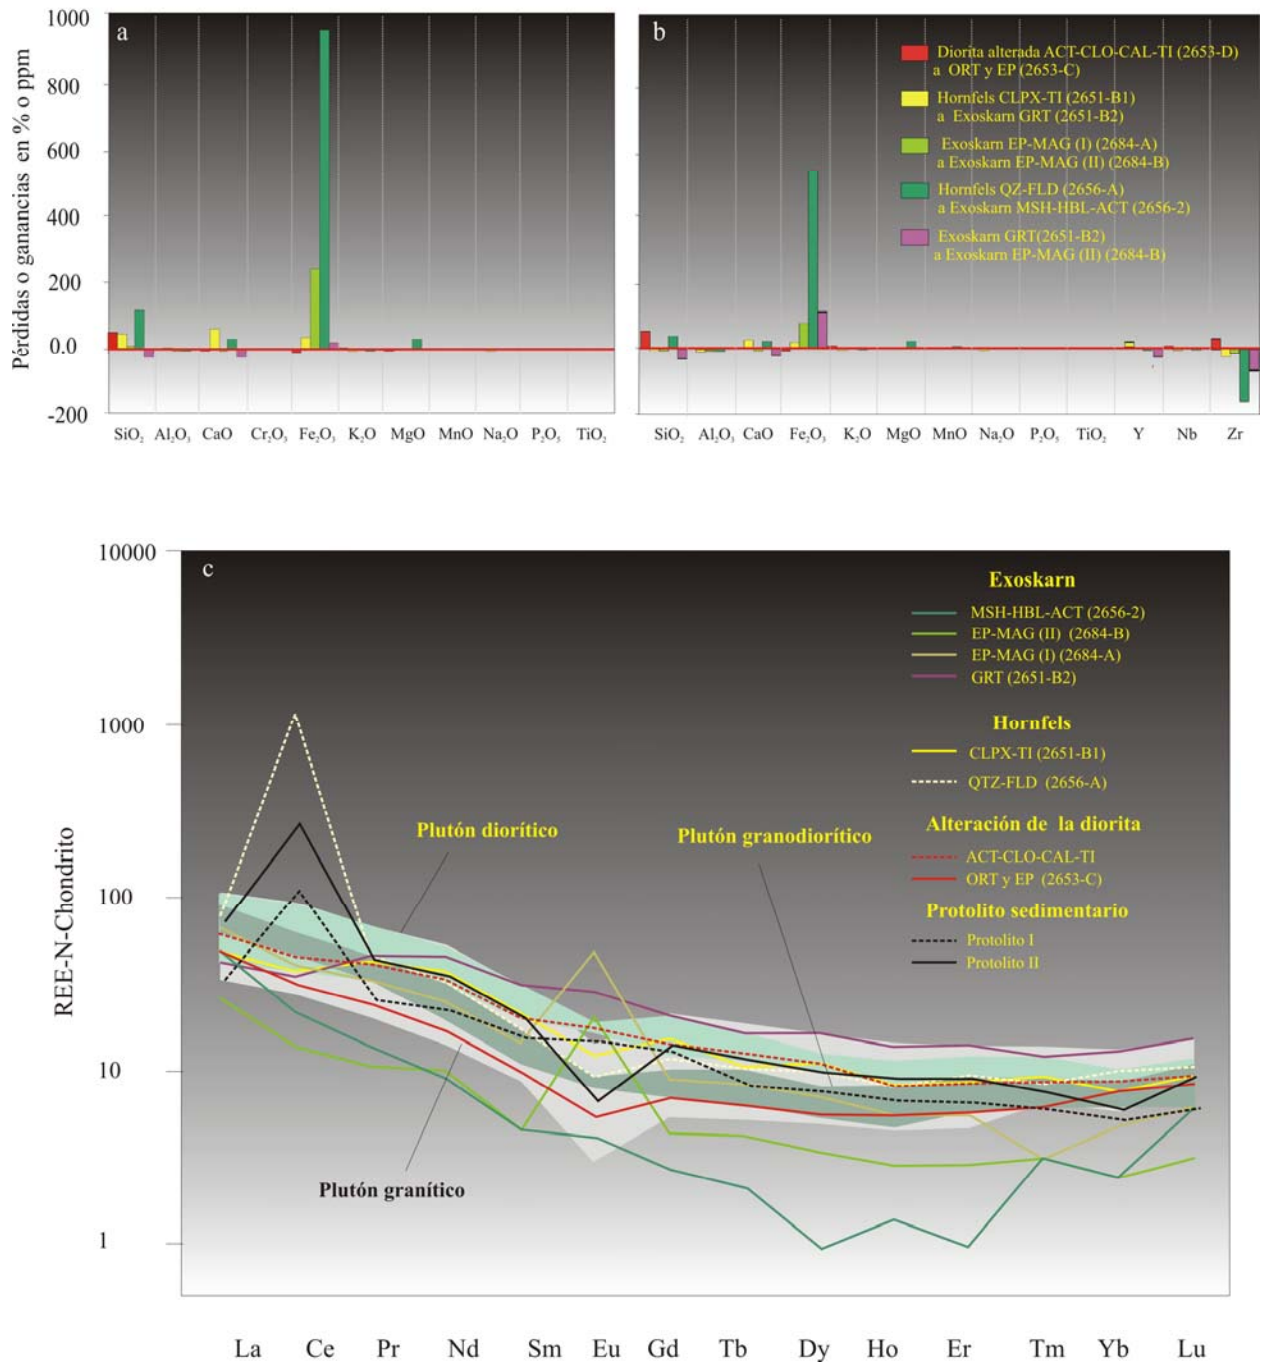 Pérdidas o ganancias en % o ppm
1000
800
600
400
200
0.0
-200
a
SiO₂ Al₂O₃ CaO Cr₂O₃ Fe₂O₃ K₂O MgO MnO Na₂O P₂O₅ TiO₂
b
Diorita alterada ACT-CLO-CAL-TI (2653-D)
a ORT y EP (2653-C)
Hornfels CLPX-TI (2651-B1)
a Exoskarn GRT (2651-B2)
Exoskarn EP-MAG (I) (2684-A)
a Exoskarn EP-MAG (II) (2684-B)
Hornfels QZ-FLD (2656-A)
a Exoskarn MSH-HBL-ACT (2656-2)
Exoskarn GRT(2651-B2)
a Exoskarn EP-MAG (II) (2684-B)
SiO₂ Al₂O₃ CaO Fe₂O₃ K₂O MgO MnO Na₂O P₂O₅ TiO₂ Y Nb Zr
REE-N-Chondrito
10000
1000
100
10
1
c
Exoskarn
MSH-HBL-ACT (2656-2)
EP-MAG (II) (2684-B)
EP-MAG (I) (2684-A)
GRT (2651-B2)
Hornfels
CLPX-TI (2651-B1)
QTZ-FLD (2656-A)
Alteración de la diorita
ACT-CLO-CAL-TI
ORT y EP (2653-C)
Protolito sedimentario
Protolito I
Protolito II
Plutón diorítico
Plutón granodiorítico
Plutón granítico
La Ce Pr Nd Sm Eu Gd Tb Dy Ho Er Tm Yb Lu